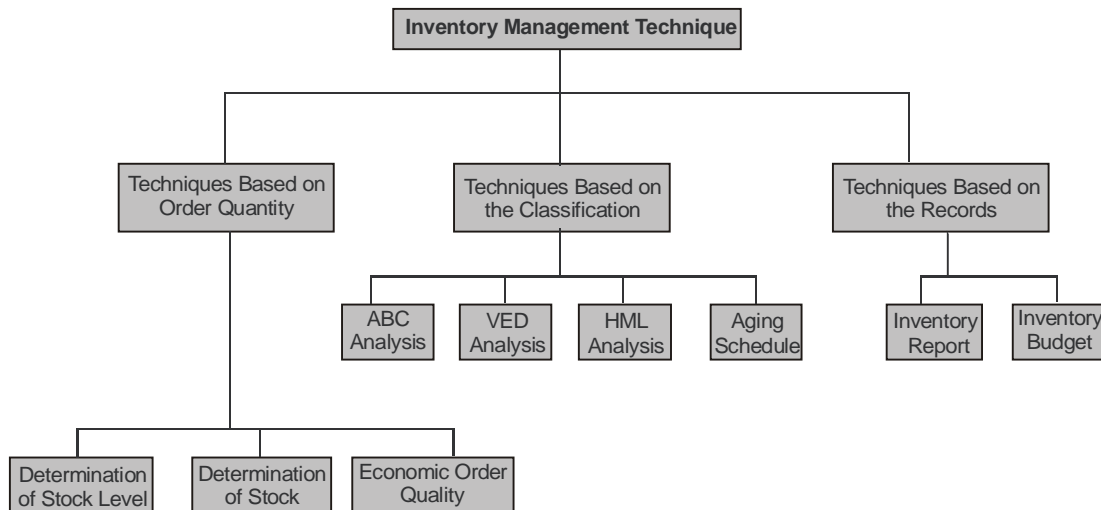 Inventory Management Technique
Techniques Based on
Order Quantity
Techniques Based on
the Classification
Techniques Based on
the Records
ABC
Analysis
VED
Analysis
HML
Analysis
Aging
Schedule
Inventory
Report
Inventory
Budget
Determination
of Stock Level
Determination
of Stock
Economic Order
Quality